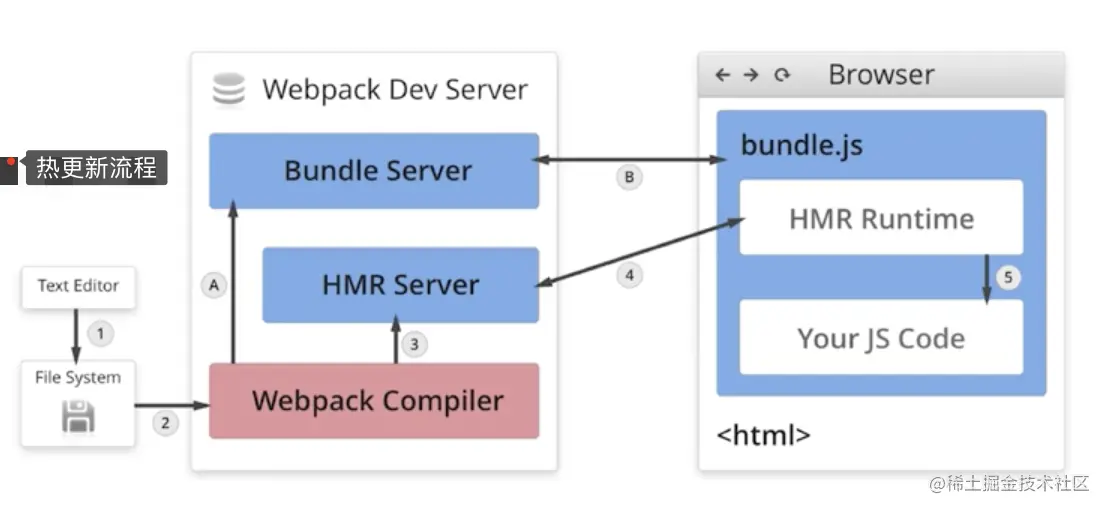 Webpack Dev Server
Browser
Bundle Server
B
bundle.js
热更新流程
HMR Runtime
A
HMR Server
4
5
Text Editor
1
3
Your JS Code
File System
Webpack Compiler
2
<html>
@稀土掘金技术社区